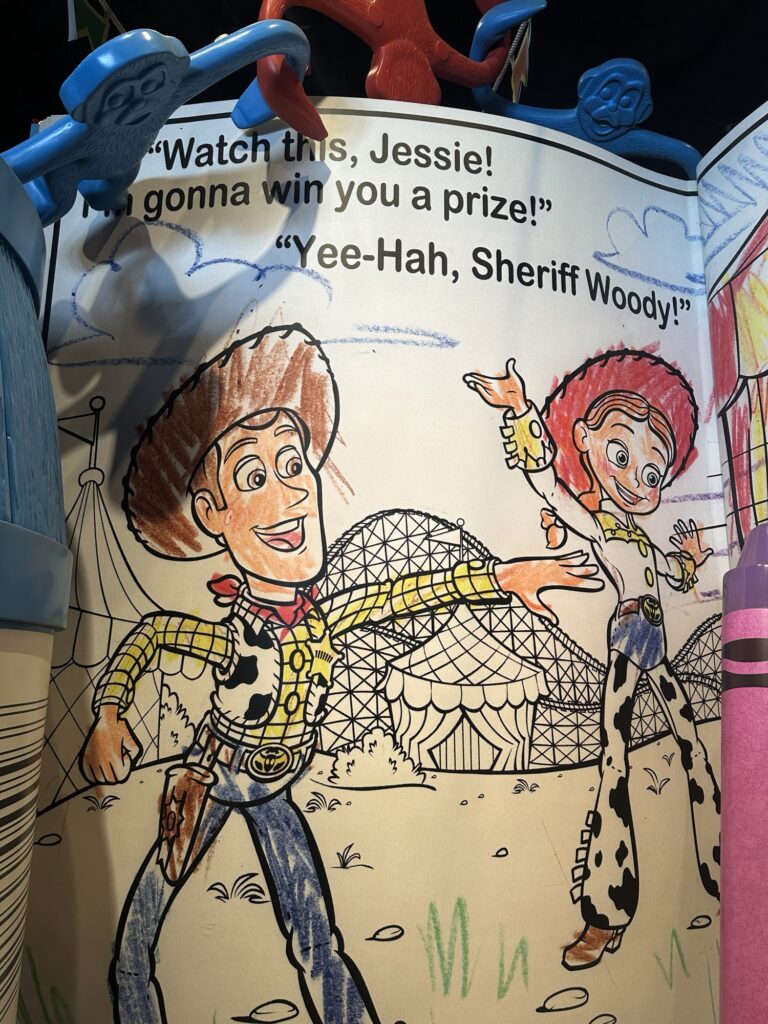 “Watch this, Jessie!
I'm gonna win you a prize!”
“Yee-Hah, Sheriff Woody!”